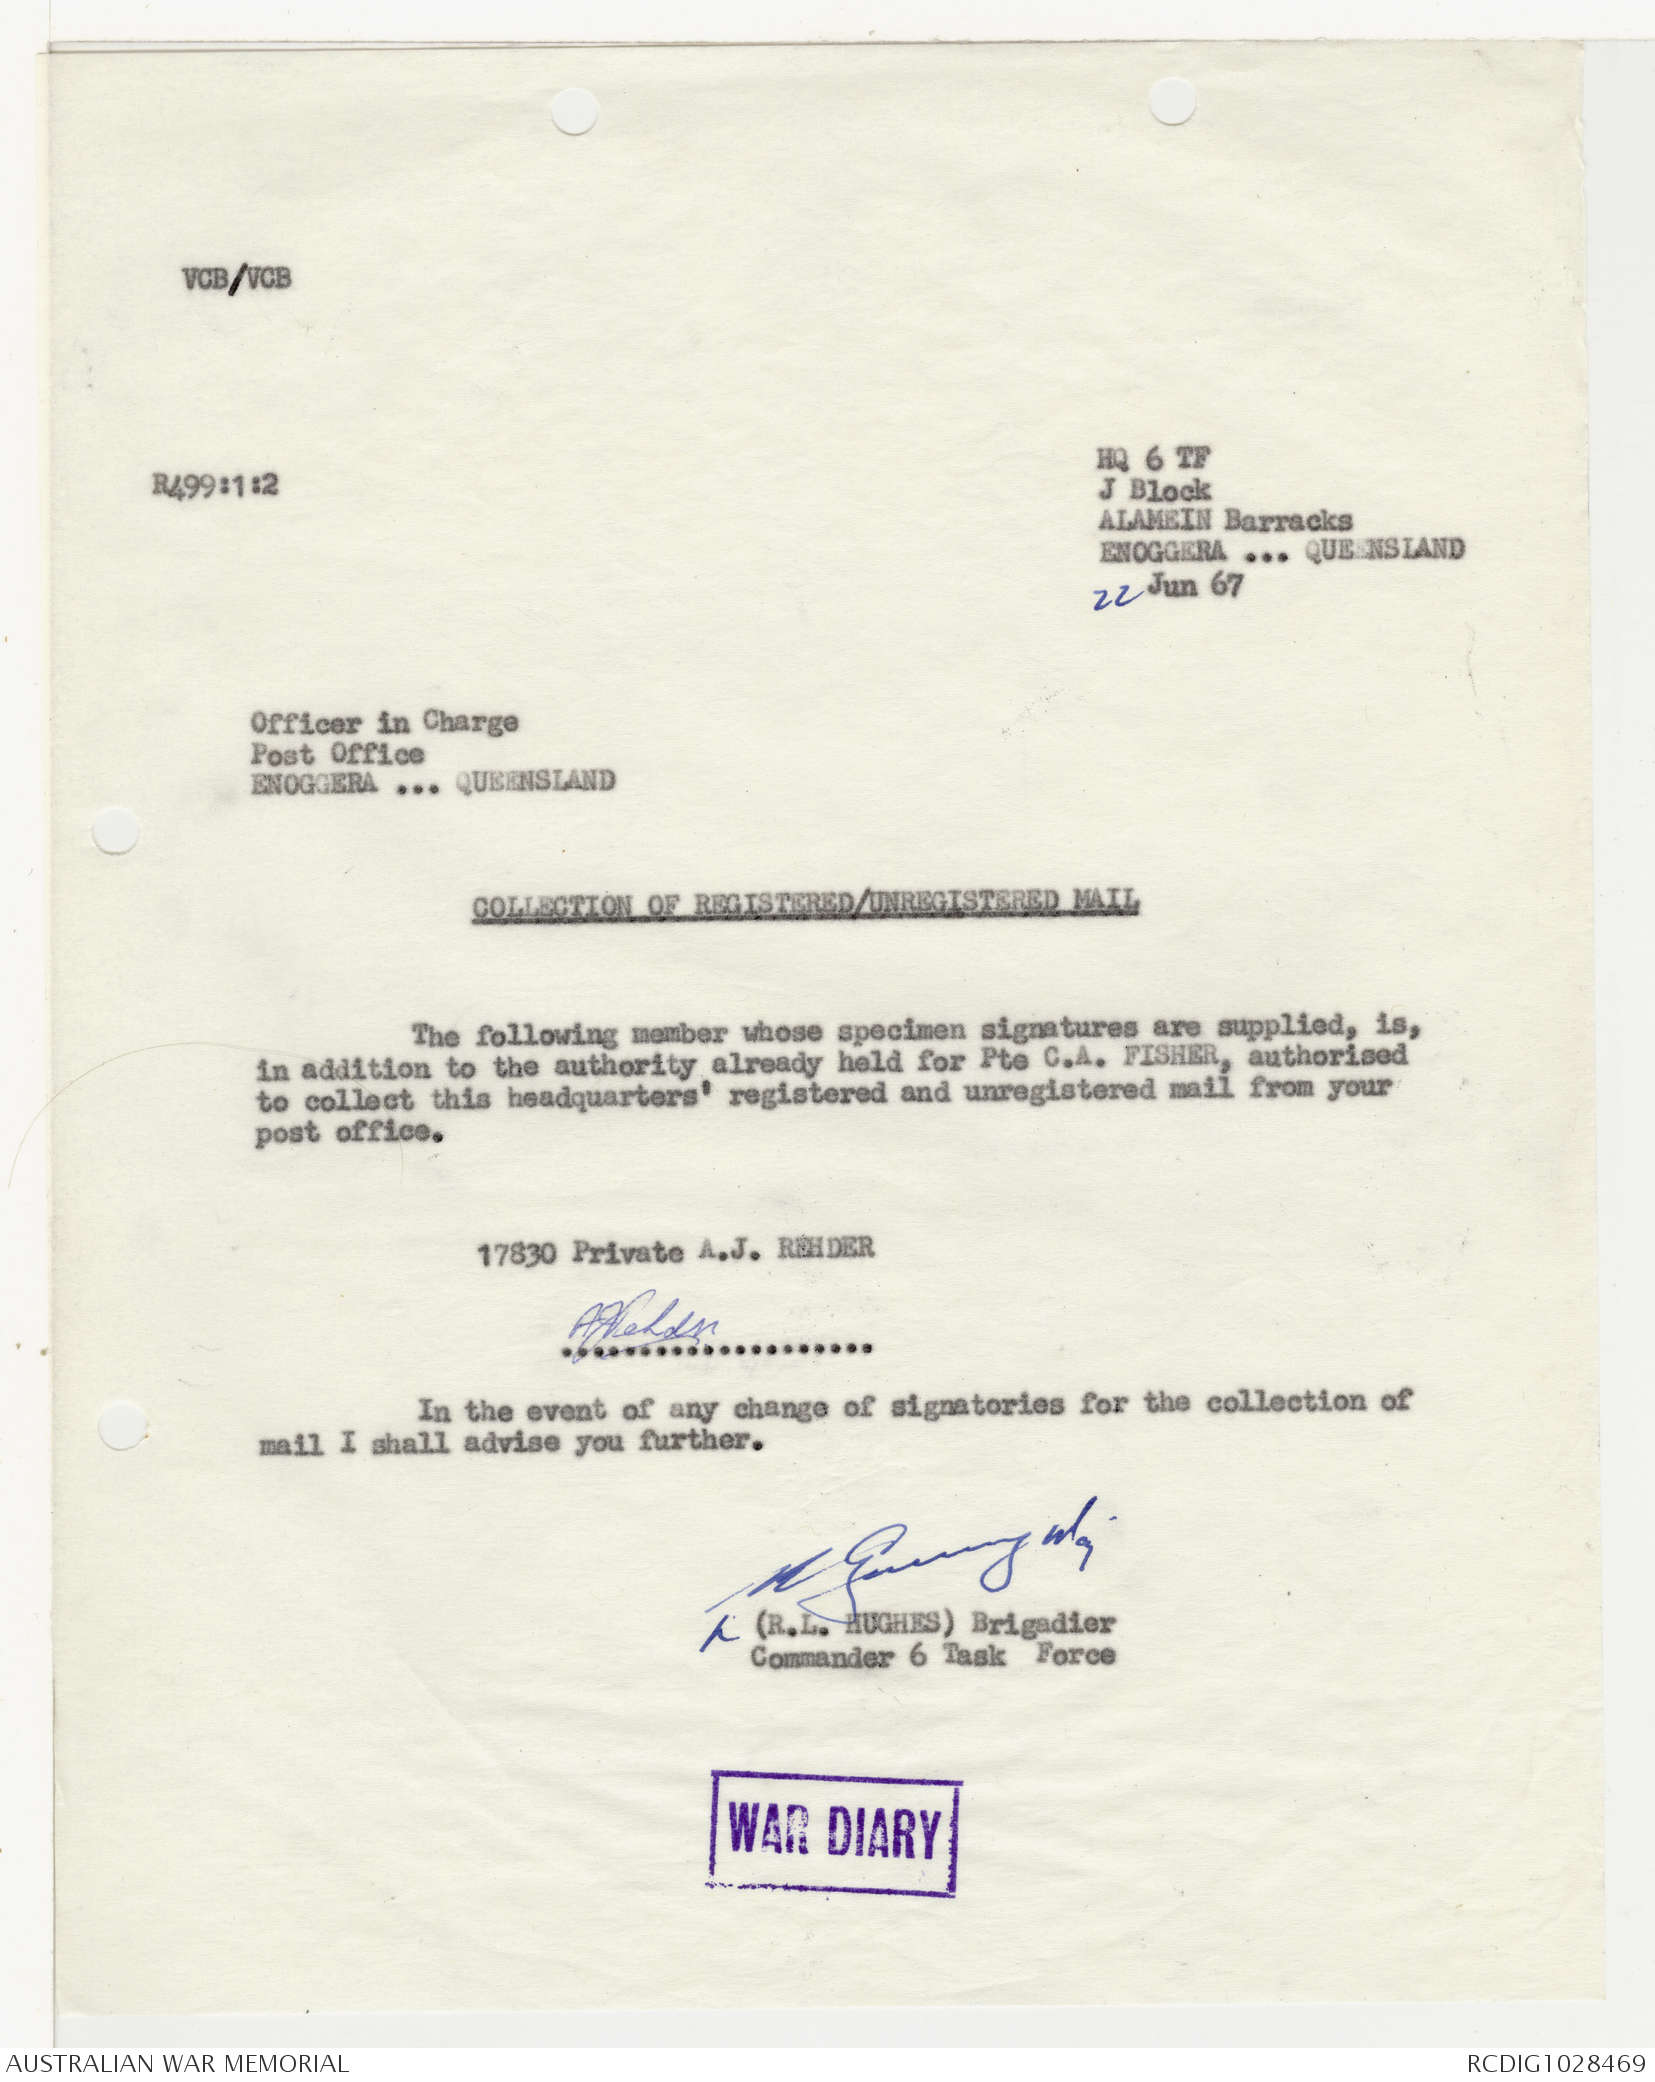 VCB/VCB
R499:1:2
HQ 6 TF
J Block
ALAMEIN Barracks
ENOGGERA ... QUEENSLAND
22 Jun 67
Officer in Charge
Post Office
ENOGGERA ... QUEENSLAND
COLLECTION OF REGISTERED/UNREGISTERED MAIL
The following member whose specimen signatures are supplied, is,
in addition to the authority already held for Pte C.A. FISHER, authorised
to collect this headquarters' registered and unregistered mail from your
post office.
17830 Private A.J. REHDER
AJRehder
....................
In the event of any change of signatories for the collection of
mail I shall advise you further.
Maj
(R.L. HUGHES) Brigadier
Commander 6 Task Force
WAR DIARY
AUSTRALIAN WAR MEMORIAL
RCDIG1028469